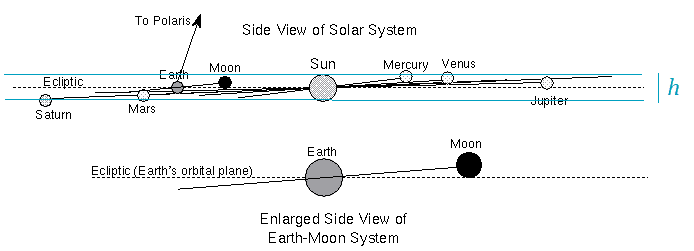 To Polaris
Side View of Solar System
Earth
Moon
Sun
Mercury
Venus
Ecliptic
h
Saturn
Mars
Jupiter
Earth
Moon
Ecliptic (Earth's orbital plane)
Enlarged Side View of
Earth-Moon System